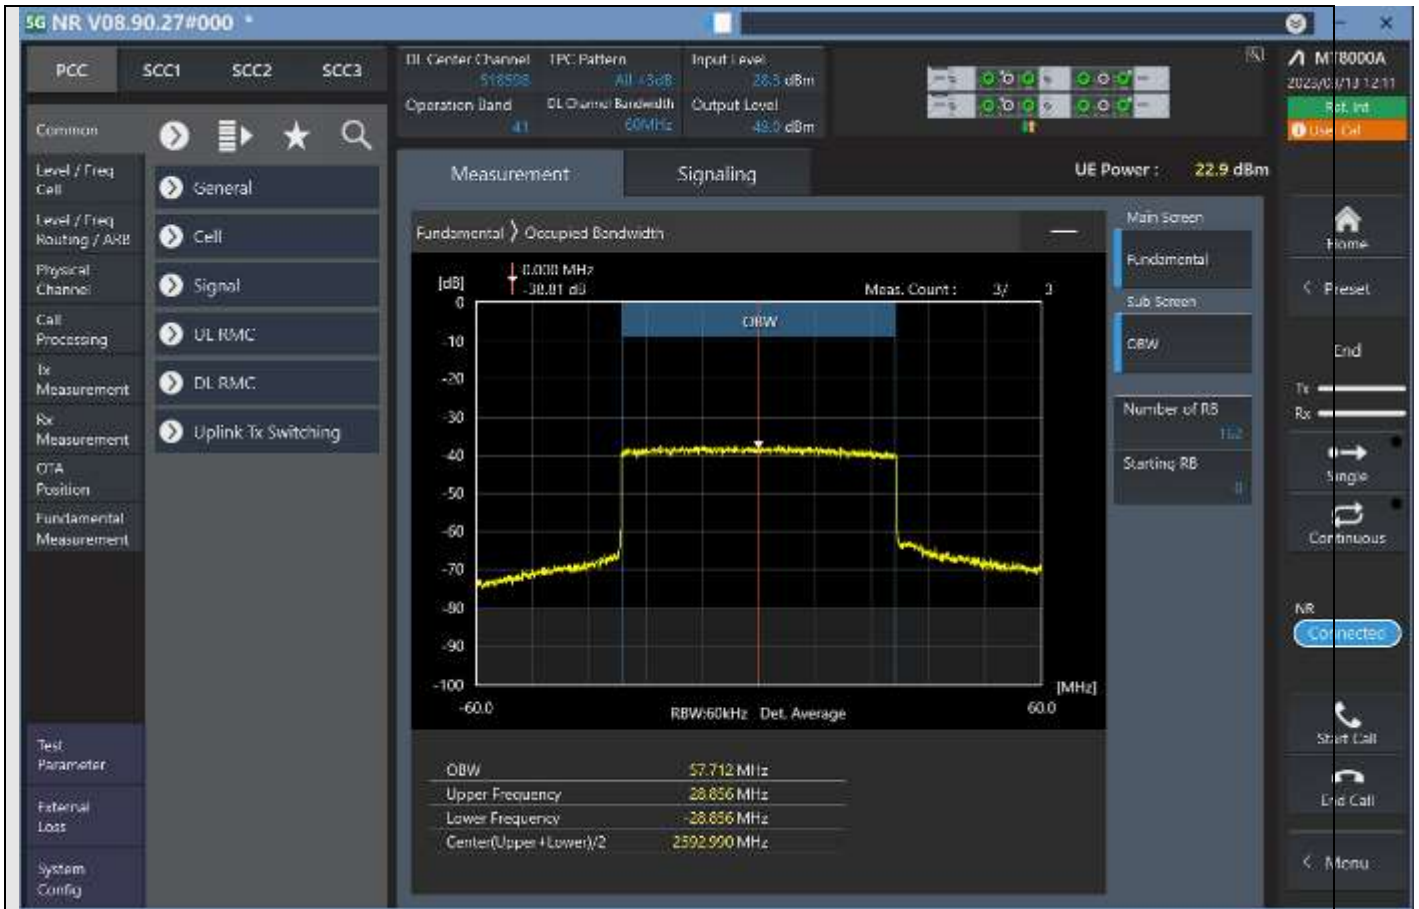 5G NR V08.90.27#000 *
PCC SCC1 SCC2 SCC3
DL Center Channel TPC Pattern Input Level
518598 All +3dB 28.5 dBm
Operation Band DL Channel Bandwidth Output Level
41 60MHz -49.0 dBm
MT8000A
Ref. Int
User Cal
Common
Level / Freq
Cell
Level / Freq
Routing / ARB
Physical
Channel
Call
Processing
Tx
Measurement
Rx
Measurement
OTA
Position
Fundamental
Measurement
Test
Parameter
External
Loss
System
Config
General
Cell
Signal
UL RMC
DL RMC
Uplink Tx Switching
Measurement Signaling
UE Power : 22.9 dBm
Fundamental 〉 Occupied Bandwidth
[dB] 0.000 MHz
-38.81 dB Meas. Count : 3/ 3
OBW
0
-10
-20
-30
-40
-50
-60
-70
-80
-90
-100
[MHz]
-60.0 RBW:60kHz Det. Average 60.0
OBW 57.712 MHz
Upper Frequency 28.856 MHz
Lower Frequency -28.856 MHz
Center(Upper+Lower)/2 2592.990 MHz
Main Screen
Fundamental
Sub Screen
OBW
Number of RB
162
Starting RB
0
Home
Preset
End
Tx
Rx
Single
Continuous
NR
Connected
Start Call
End Call
Menu